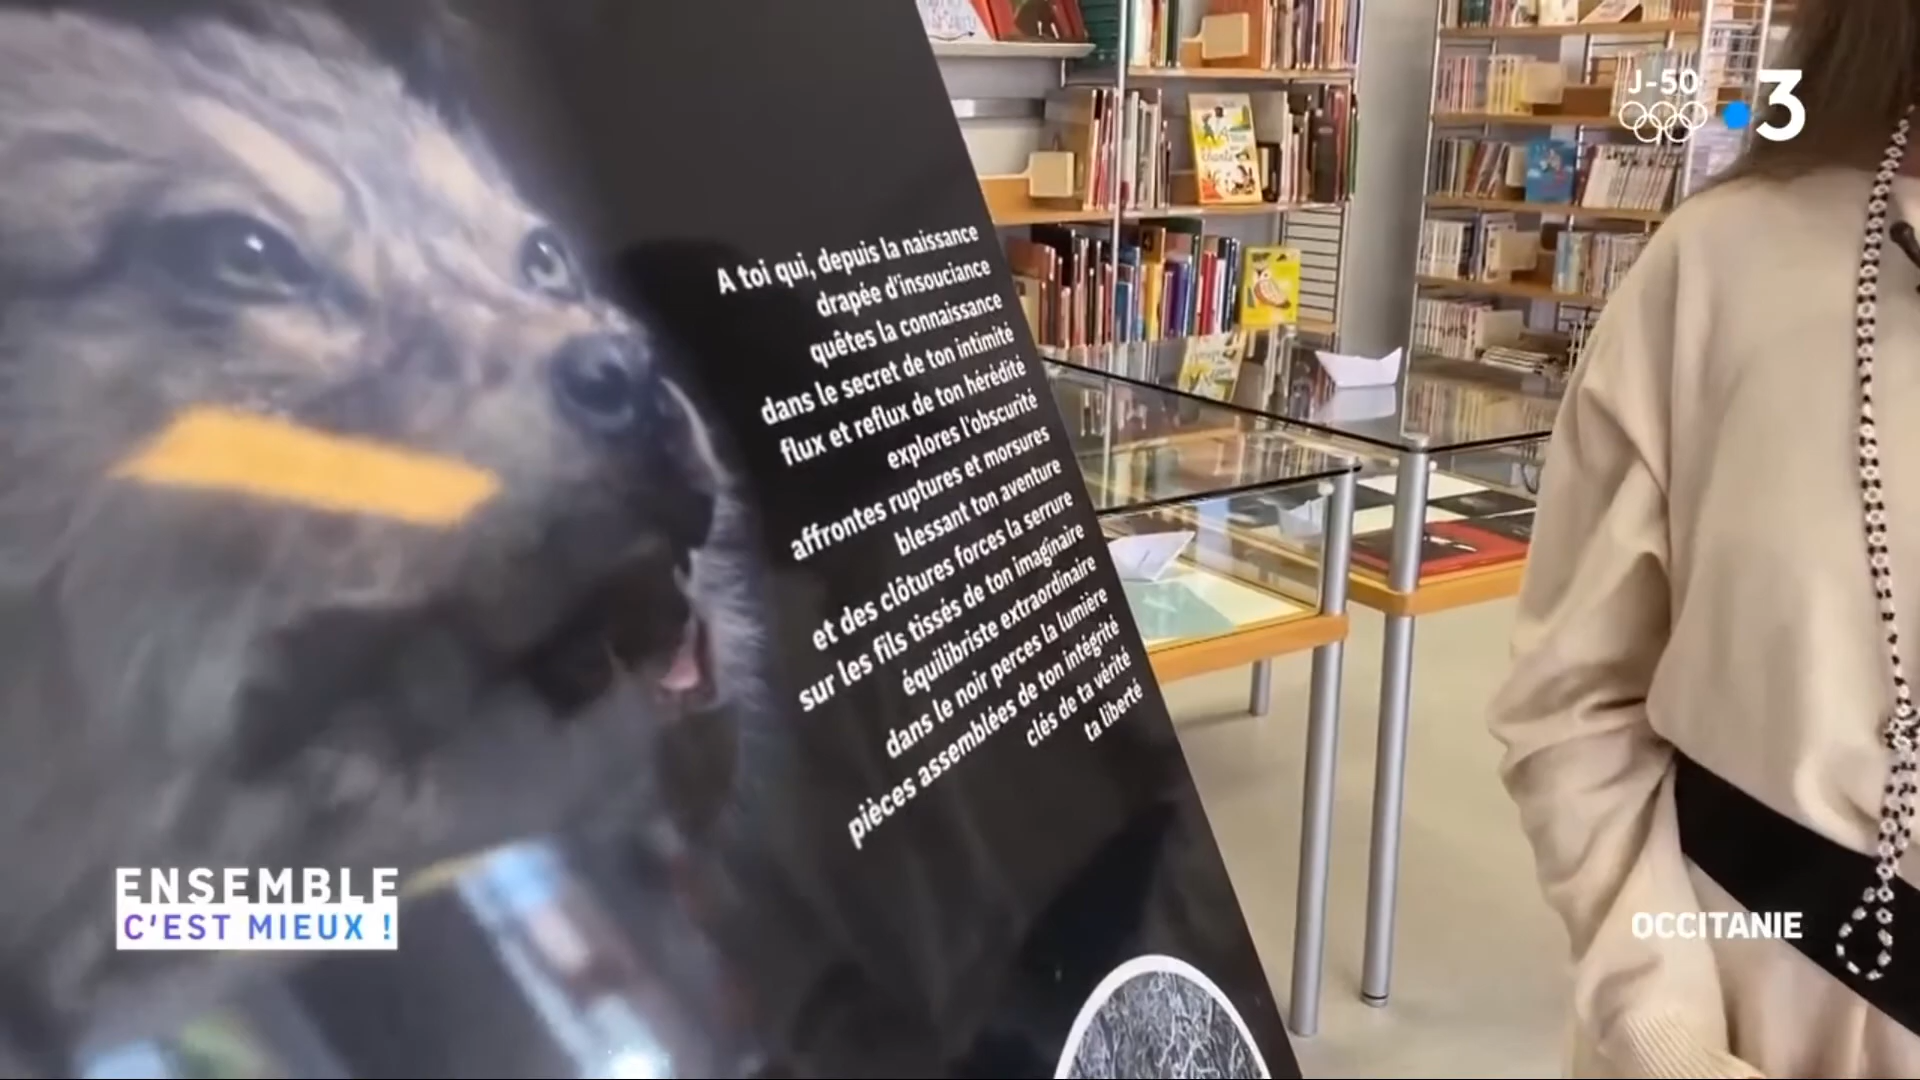 J-50
3
A toi qui, depuis la naissance
drapée d'insouciance
quêtes la connaissance
dans le secret de ton intimité
flux et reflux de ton hérédité
explores l'obscurité
affrontes ruptures et morsures
blessant ton aventure
et des clôtures forces la serrure
sur les fils tissés de ton imaginaire
équilibriste extraordinaire
dans le noir perces la lumière
pièces assemblées de ton intégrité
clés de ta vérité
ta liberté
ENSEMBLE
C'EST MIEUX !
OCCITANIE